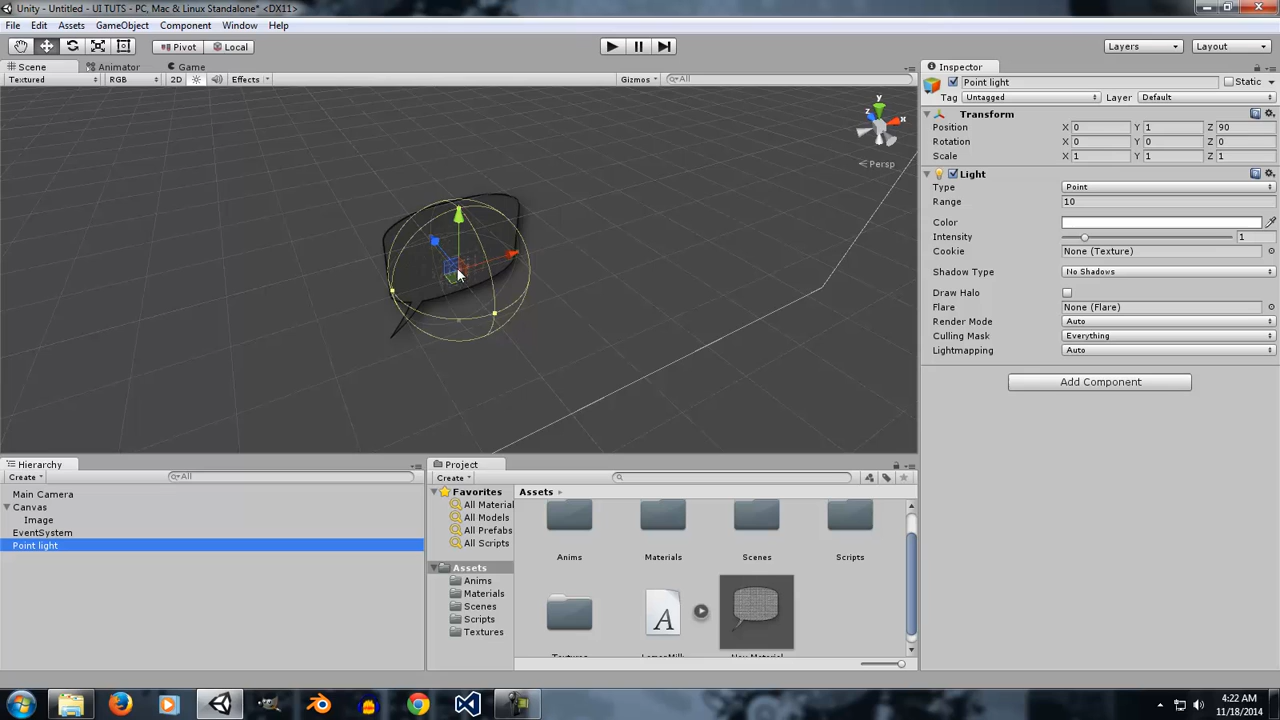 Unity - Untitled - UI TUTS - PC, Mac & Linux Standalone* <DX11>
File Edit Assets GameObject Component Window Help
Pivot Local Layers Layout
Scene Animator Game
Textured RGB 2D Effects Gizmos All
y
z
x
Persp
Inspector
Point light Static
Tag Untagged Layer Default
Transform
Position X 0 Y 1 Z 90
Rotation X 0 Y 0 Z 0
Scale X 1 Y 1 Z 1
Light
Type Point
Range 10
Color
Intensity 1
Cookie None (Texture)
Shadow Type No Shadows
Draw Halo
Flare None (Flare)
Render Mode Auto
Culling Mask Everything
Lightmapping Auto
Add Component
Hierarchy
Create All
Main Camera
Canvas
Image
EventSystem
Point light
Project
Create
Favorites
All Material
All Models
All Prefabs
All Scripts
Assets
Anims
Materials
Scenes
Scripts
Textures
Assets
Anims Materials Scenes Scripts
A
4:22 AM
11/18/2014